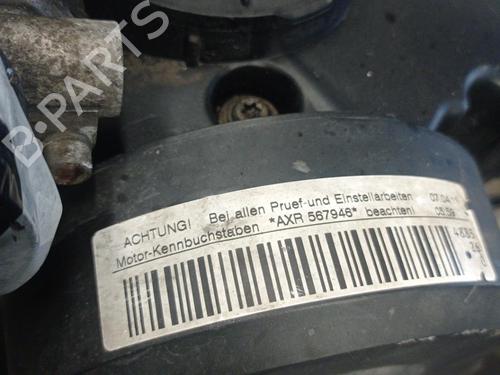 B-PARTS
ACHTUNG! Bei allen Pruef-und Einstellarbeiten
Motor-Kennbuchstaben *AXR 567946* beachten!